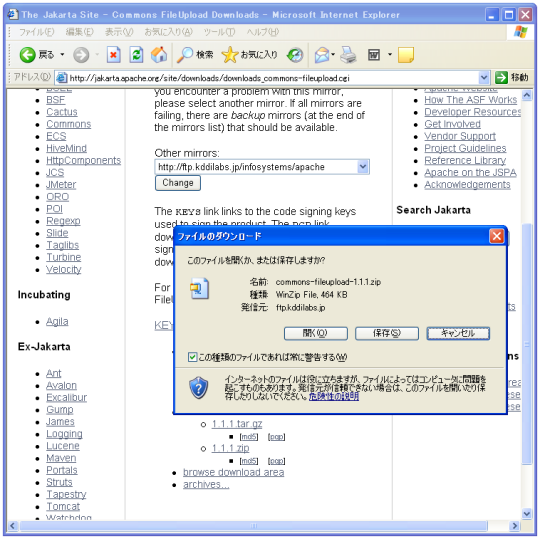 The Jakarta Site - Commons FileUpload Downloads - Microsoft Internet Explorer
ファイル(F) 編集(E) 表示(V) お気に入り(A) ツール(T) ヘルプ(H)
戻る 検索 お気に入り
アドレス(D) http://jakarta.apache.org/site/downloads/downloads_commons-fileupload.cgi 移動
BSF
Cactus
Commons
ECS
HiveMind
HttpComponents
JCS
JMeter
ORO
POI
Regexp
Slide
Taglibs
Turbine
Velocity
Incubating
Agila
Ex-Jakarta
Ant
Avalon
Excalibur
Gump
James
Logging
Lucene
Maven
Portals
Struts
Tapestry
Tomcat
Watchdog
you encounter a problem with this mirror,
please select another mirror. If all mirrors are
failing, there are backup mirrors (at the end of
the mirrors list) that should be available.
Other mirrors:
http://ftp.kddilabs.jp/infosystems/apache
Change
The KEYS link links to the code signing keys
used to sign the product. The PGP link
dow
sign
dow
For
File
KEY
1.1.1.tar.gz
[md5] [pgp]
1.1.1.zip
[md5] [pgp]
browse download area
archives...
Apache Website
How The ASF Works
Developer Resources
Get Involved
Vendor Support
Project Guidelines
Reference Library
Apache on the JSPA
Acknowledgements
Search Jakarta
ファイルのダウンロード
このファイルを開くか、または保存しますか?
名前: commons-fileupload-1.1.1.zip
種類: WinZip File, 464 KB
発信元: ftp.kddilabs.jp
開く(O) 保存(S) キャンセル
この種類のファイルであれば常に警告する(W)
インターネットのファイルは役に立ちますが、ファイルによってはコンピュータに問題を
起こすものもあります。発信元が信頼できない場合は、このファイルを開いたり保
存したりしないでください。危険性の説明